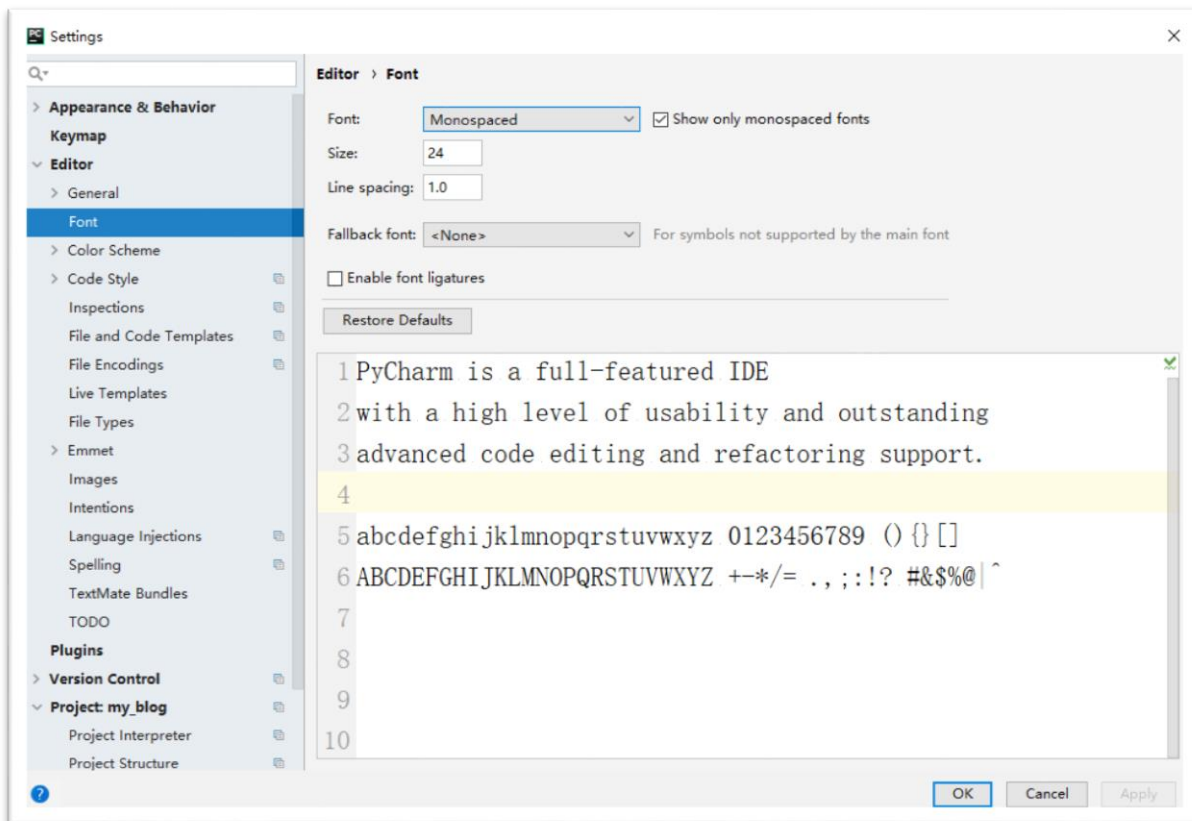 PC Settings
Appearance & Behavior
Keymap
Editor
General
Font
Color Scheme
Code Style
Inspections
File and Code Templates
File Encodings
Live Templates
File Types
Emmet
Images
Intentions
Language Injections
Spelling
TextMate Bundles
TODO
Plugins
Version Control
Project: my_blog
Project Interpreter
Project Structure
Editor > Font
Font: Monospaced Show only monospaced fonts
Size: 24
Line spacing: 1.0
Fallback font: <None> For symbols not supported by the main font
Enable font ligatures
Restore Defaults
1 PyCharm is a full-featured IDE
2 with a high level of usability and outstanding
3 advanced code editing and refactoring support.
4
5 abcdefghijklmnopqrstuvwxyz 0123456789 (){}[]
6 ABCDEFGHIJKLMNOPQRSTUVWXYZ +-*/= .,;:!? #&$%@|^
7
8
9
10
? OK Cancel Apply